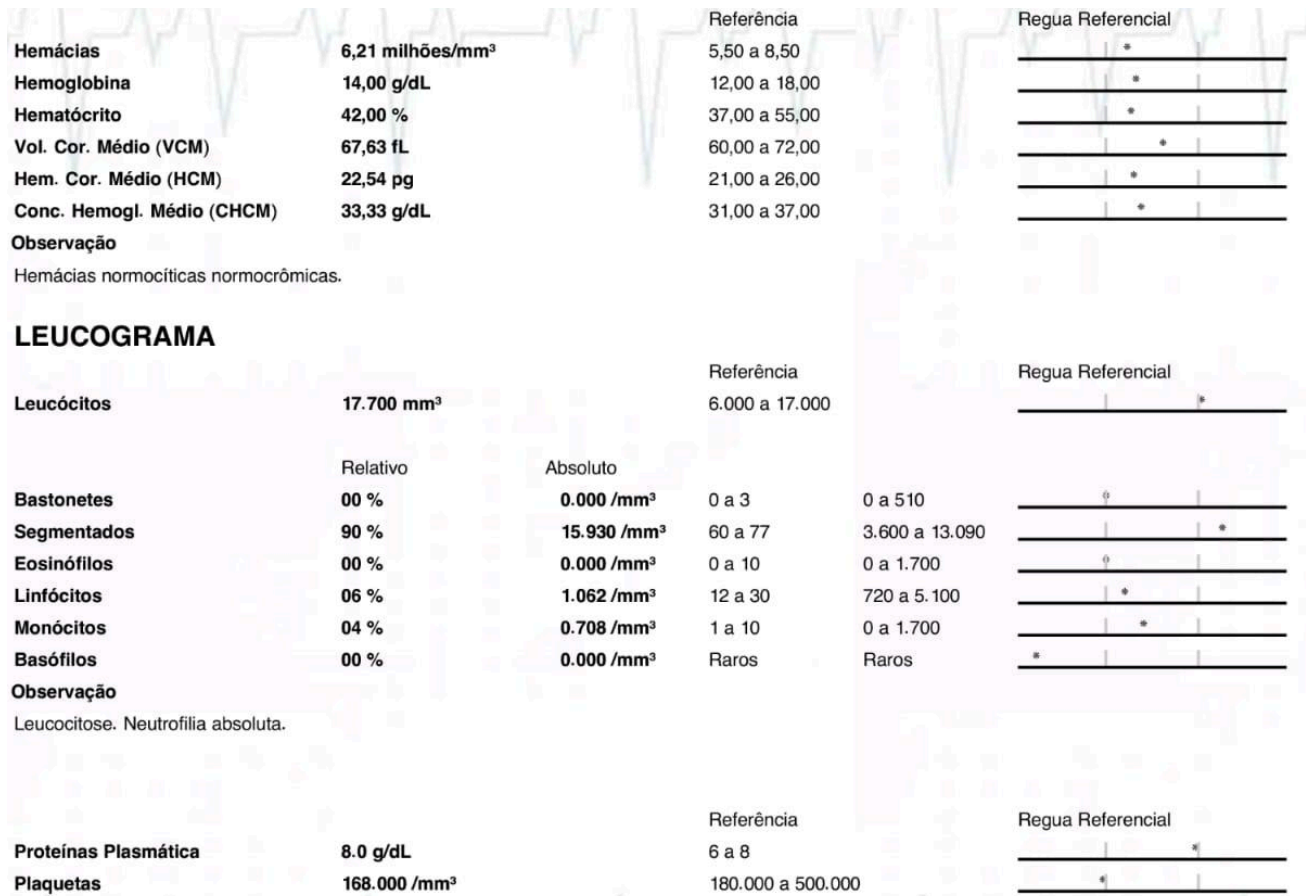 Referência Regua Referencial
Hemácias 6,21 milhões/mm³ 5,50 a 8,50
Hemoglobina 14,00 g/dL 12,00 a 18,00
Hematócrito 42,00 % 37,00 a 55,00
Vol. Cor. Médio (VCM) 67,63 fL 60,00 a 72,00
Hem. Cor. Médio (HCM) 22,54 pg 21,00 a 26,00
Conc. Hemogl. Médio (CHCM) 33,33 g/dL 31,00 a 37,00
Observação
Hemácias normocíticas normocrômicas.
LEUCOGRAMA
Referência Regua Referencial
Leucócitos 17.700 mm³ 6.000 a 17.000
Relativo Absoluto
Bastonetes 00 % 0.000 /mm³ 0 a 3 0 a 510
Segmentados 90 % 15.930 /mm³ 60 a 77 3.600 a 13.090
Eosinófilos 00 % 0.000 /mm³ 0 a 10 0 a 1.700
Linfócitos 06 % 1.062 /mm³ 12 a 30 720 a 5.100
Monócitos 04 % 0.708 /mm³ 1 a 10 0 a 1.700
Basófilos 00 % 0.000 /mm³ Raros Raros
Observação
Leucocitose. Neutrofilia absoluta.
Referência Regua Referencial
Proteínas Plasmática 8.0 g/dL 6 a 8
Plaquetas 168.000 /mm³ 180.000 a 500.000